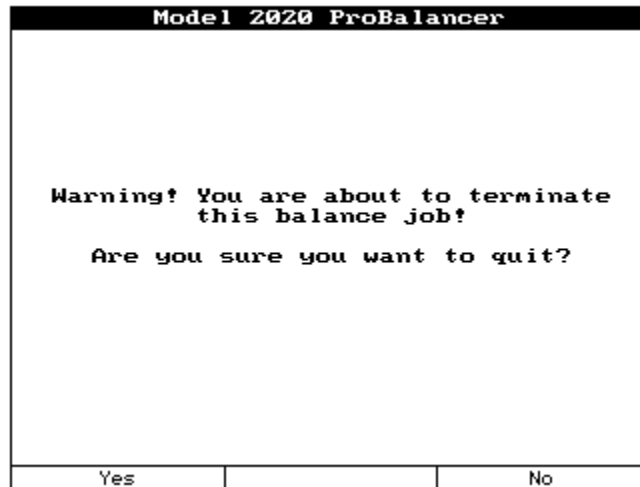 Model 2020 ProBalancer
Warning! You are about to terminate
this balance job!
Are you sure you want to quit?
Yes
No